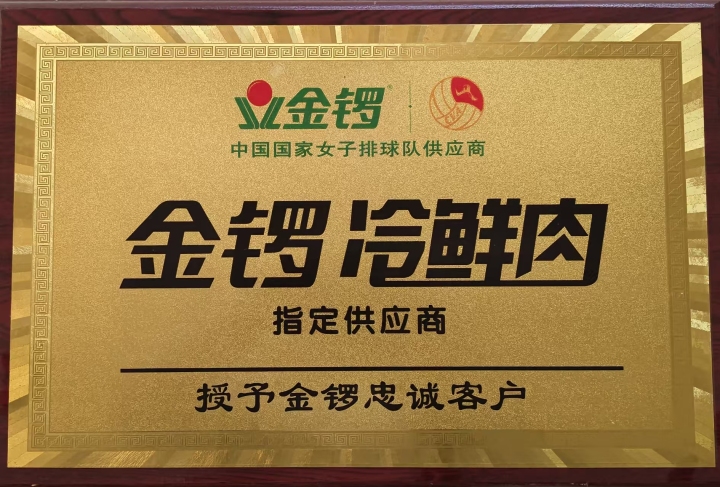 金锣® CVA
中国国家女子排球队供应商
金锣 冷鲜肉
指定供应商
授予金锣忠诚客户